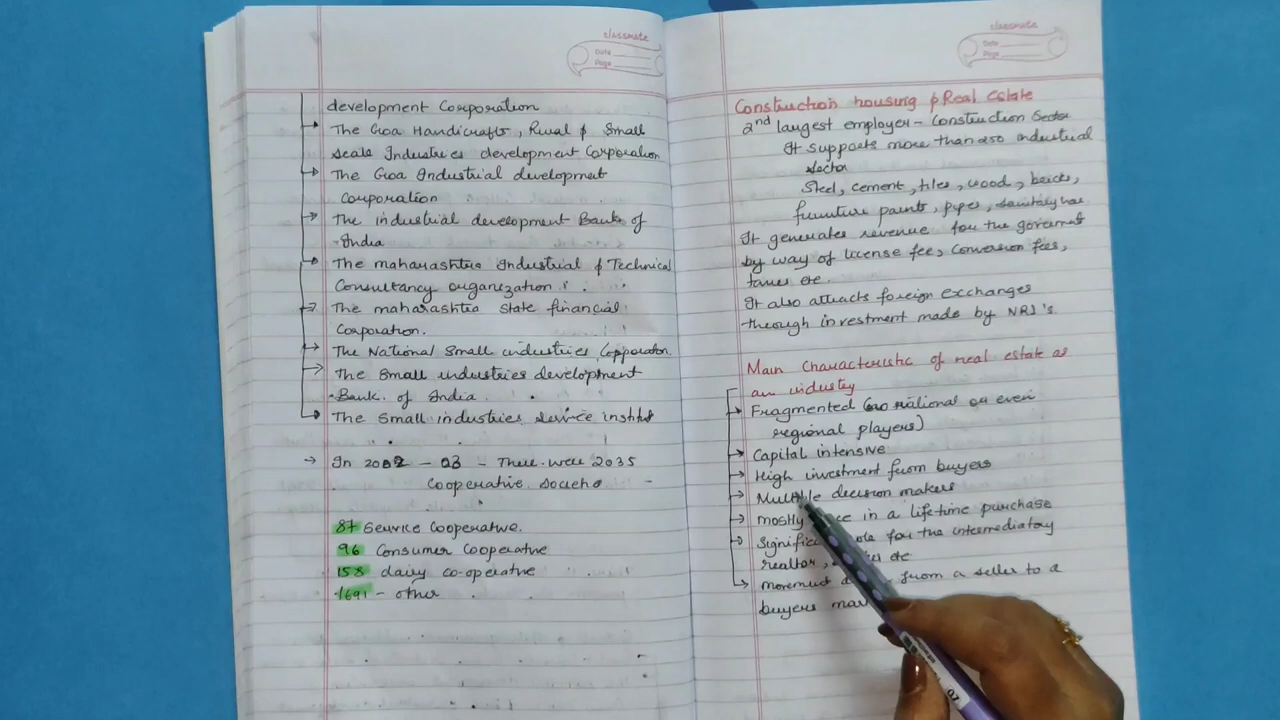 classmate
Date
Page
development Corporation
The Goa Handicrafts, Rural & Small
Scale Industries development Corporation
The Goa Industrial development
Corporation
The industrial development Bank of
India
The maharashtra Industrial & Technical
Consultancy organization
The maharashtra state financial
Corporation.
The National Small industries Corporation.
The Small industries development
Bank of India
The Small industries service institut
→ In 2002 - 03 - There were 2035
Cooperative
87 Service Cooperative.
96 Consumer Cooperative
158 dairy co-operative
1691 - other
classmate
Date
Page
Construction housing & Real Estate
2nd largest employer - Construction Sector
It supports more than 250 industrial
sector
Steel, cement, tiles, wood, bricks,
furniture paints, pipes,
It generates revenue for the
by way of license fee, conversion fees,
taxes etc.
It also attracts foreign exchanges
through investment made by NRI's
Main Characteristic of real estate as
an industry
Fragmented (no national or even
regional players)
Capital intensive
High investment from buyers
decision makers
mostly in a life-time purchase
for the intermediatory
realtor, etc
from a seller to a
buyers